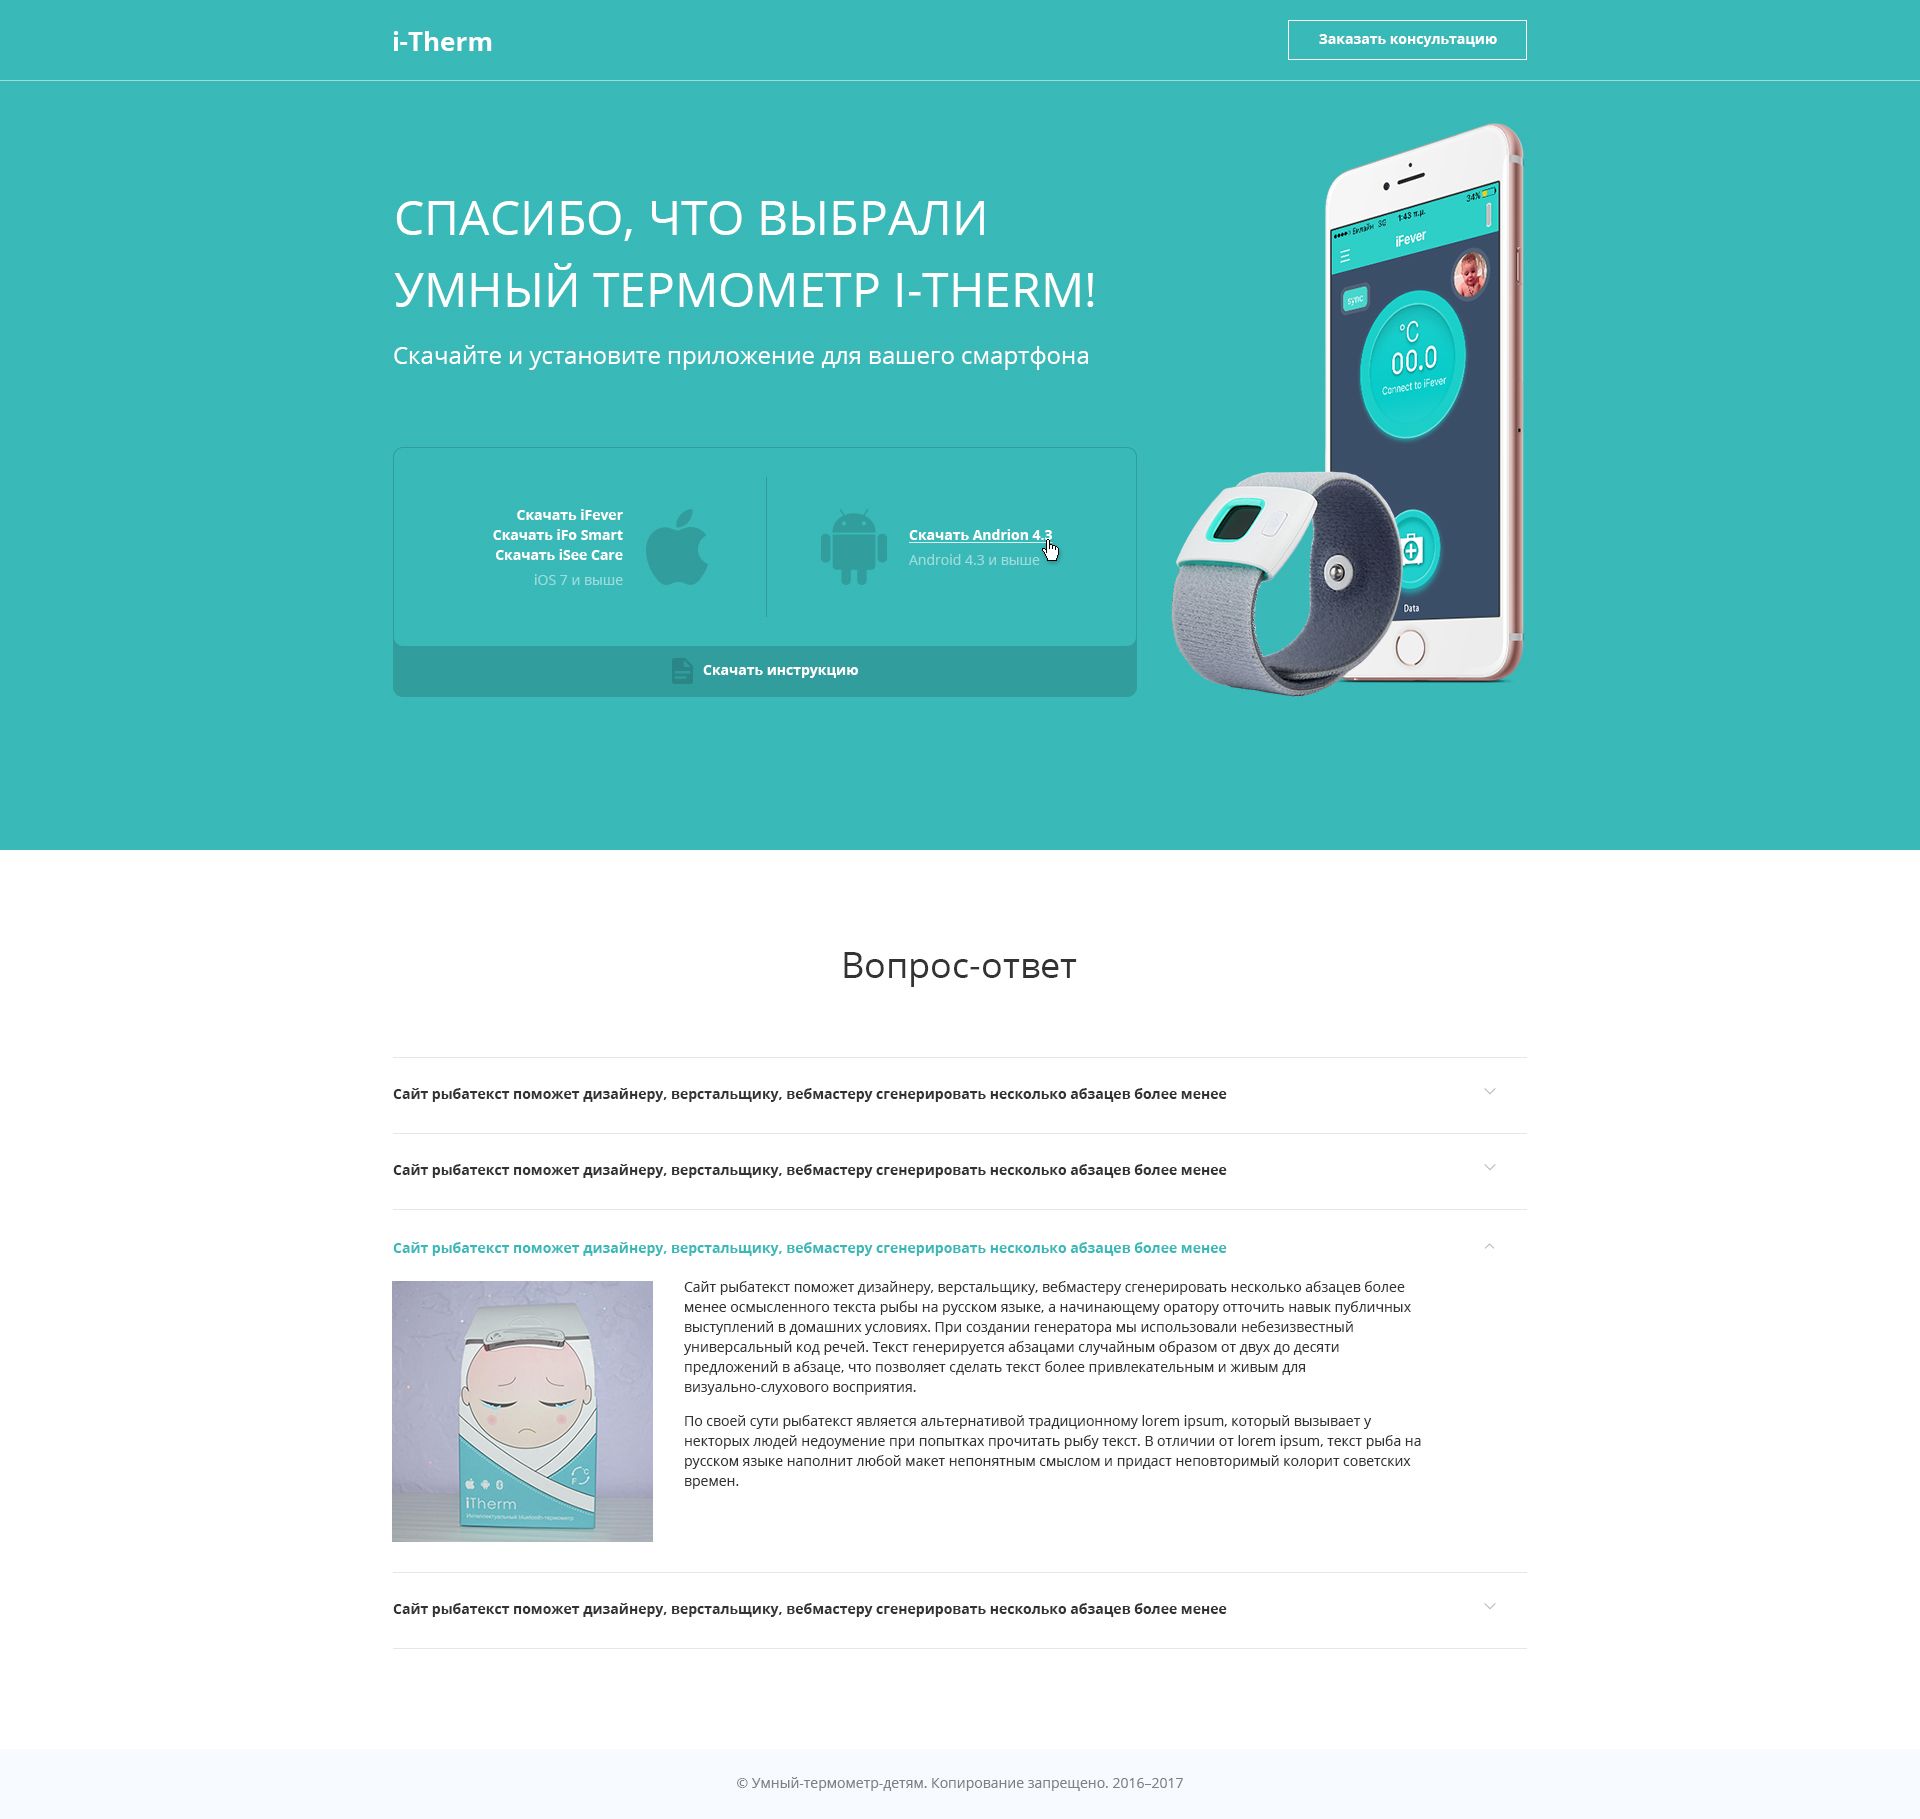 i-Therm
Заказать консультацию
СПАСИБО, ЧТО ВЫБРАЛИ
УМНЫЙ ТЕРМОМЕТР I-THERM!
Скачайте и установите приложение для вашего смартфона
Скачать iFever
Скачать iFo Smart
Скачать iSee Care
iOS 7 и выше
Скачать Andrion 4.3
Android 4.3 и выше
Скачать инструкцию
Билайн 3G 1:43 п.м. 34%
iFever
sync
°C
00.0
Connect to iFever
Data
Вопрос-ответ
Сайт рыбатекст поможет дизайнеру, верстальщику, вебмастеру сгенерировать несколько абзацев более менее
Сайт рыбатекст поможет дизайнеру, верстальщику, вебмастеру сгенерировать несколько абзацев более менее
Сайт рыбатекст поможет дизайнеру, верстальщику, вебмастеру сгенерировать несколько абзацев более менее
Сайт рыбатекст поможет дизайнеру, верстальщику, вебмастеру сгенерировать несколько абзацев более
менее осмысленного текста рыбы на русском языке, а начинающему оратору отточить навык публичных
выступлений в домашних условиях. При создании генератора мы использовали небезизвестный
универсальный код речей. Текст генерируется абзацами случайным образом от двух до десяти
предложений в абзаце, что позволяет сделать текст более привлекательным и живым для
визуально-слухового восприятия.
По своей сути рыбатекст является альтернативой традиционному lorem ipsum, который вызывает у
некторых людей недоумение при попытках прочитать рыбу текст. В отличии от lorem ipsum, текст рыба на
русском языке наполнит любой макет непонятным смыслом и придаст неповторимый колорит советских
времен.
C
F
iTherm
Интеллектуальный bluetooth-термометр
Сайт рыбатекст поможет дизайнеру, верстальщику, вебмастеру сгенерировать несколько абзацев более менее
© Умный-термометр-детям. Копирование запрещено. 2016–2017